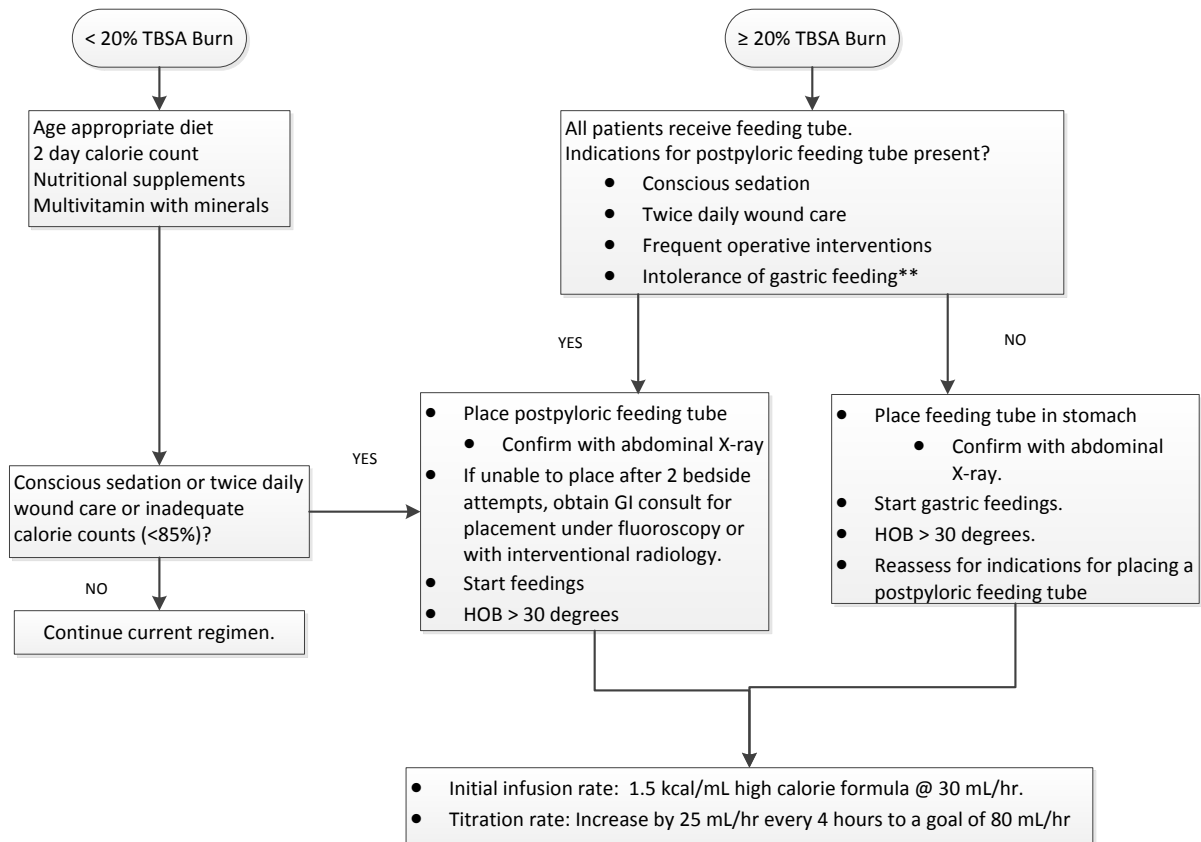 < 20% TBSA Burn
≥ 20% TBSA Burn
Age appropriate diet
2 day calorie count
Nutritional supplements
Multivitamin with minerals
All patients receive feeding tube.
Indications for postpyloric feeding tube present?
● Conscious sedation
● Twice daily wound care
● Frequent operative interventions
● Intolerance of gastric feeding**
YES
NO
Conscious sedation or twice daily
wound care or inadequate
calorie counts (<85%)?
YES
NO
Continue current regimen.
● Place postpyloric feeding tube
● Confirm with abdominal X-ray
● If unable to place after 2 bedside
attempts, obtain GI consult for
placement under fluoroscopy or
with interventional radiology.
● Start feedings
● HOB > 30 degrees
● Place feeding tube in stomach
● Confirm with abdominal
X-ray.
● Start gastric feedings.
● HOB > 30 degrees.
● Reassess for indications for placing a
postpyloric feeding tube
● Initial infusion rate: 1.5 kcal/mL high calorie formula @ 30 mL/hr.
● Titration rate: Increase by 25 mL/hr every 4 hours to a goal of 80 mL/hr